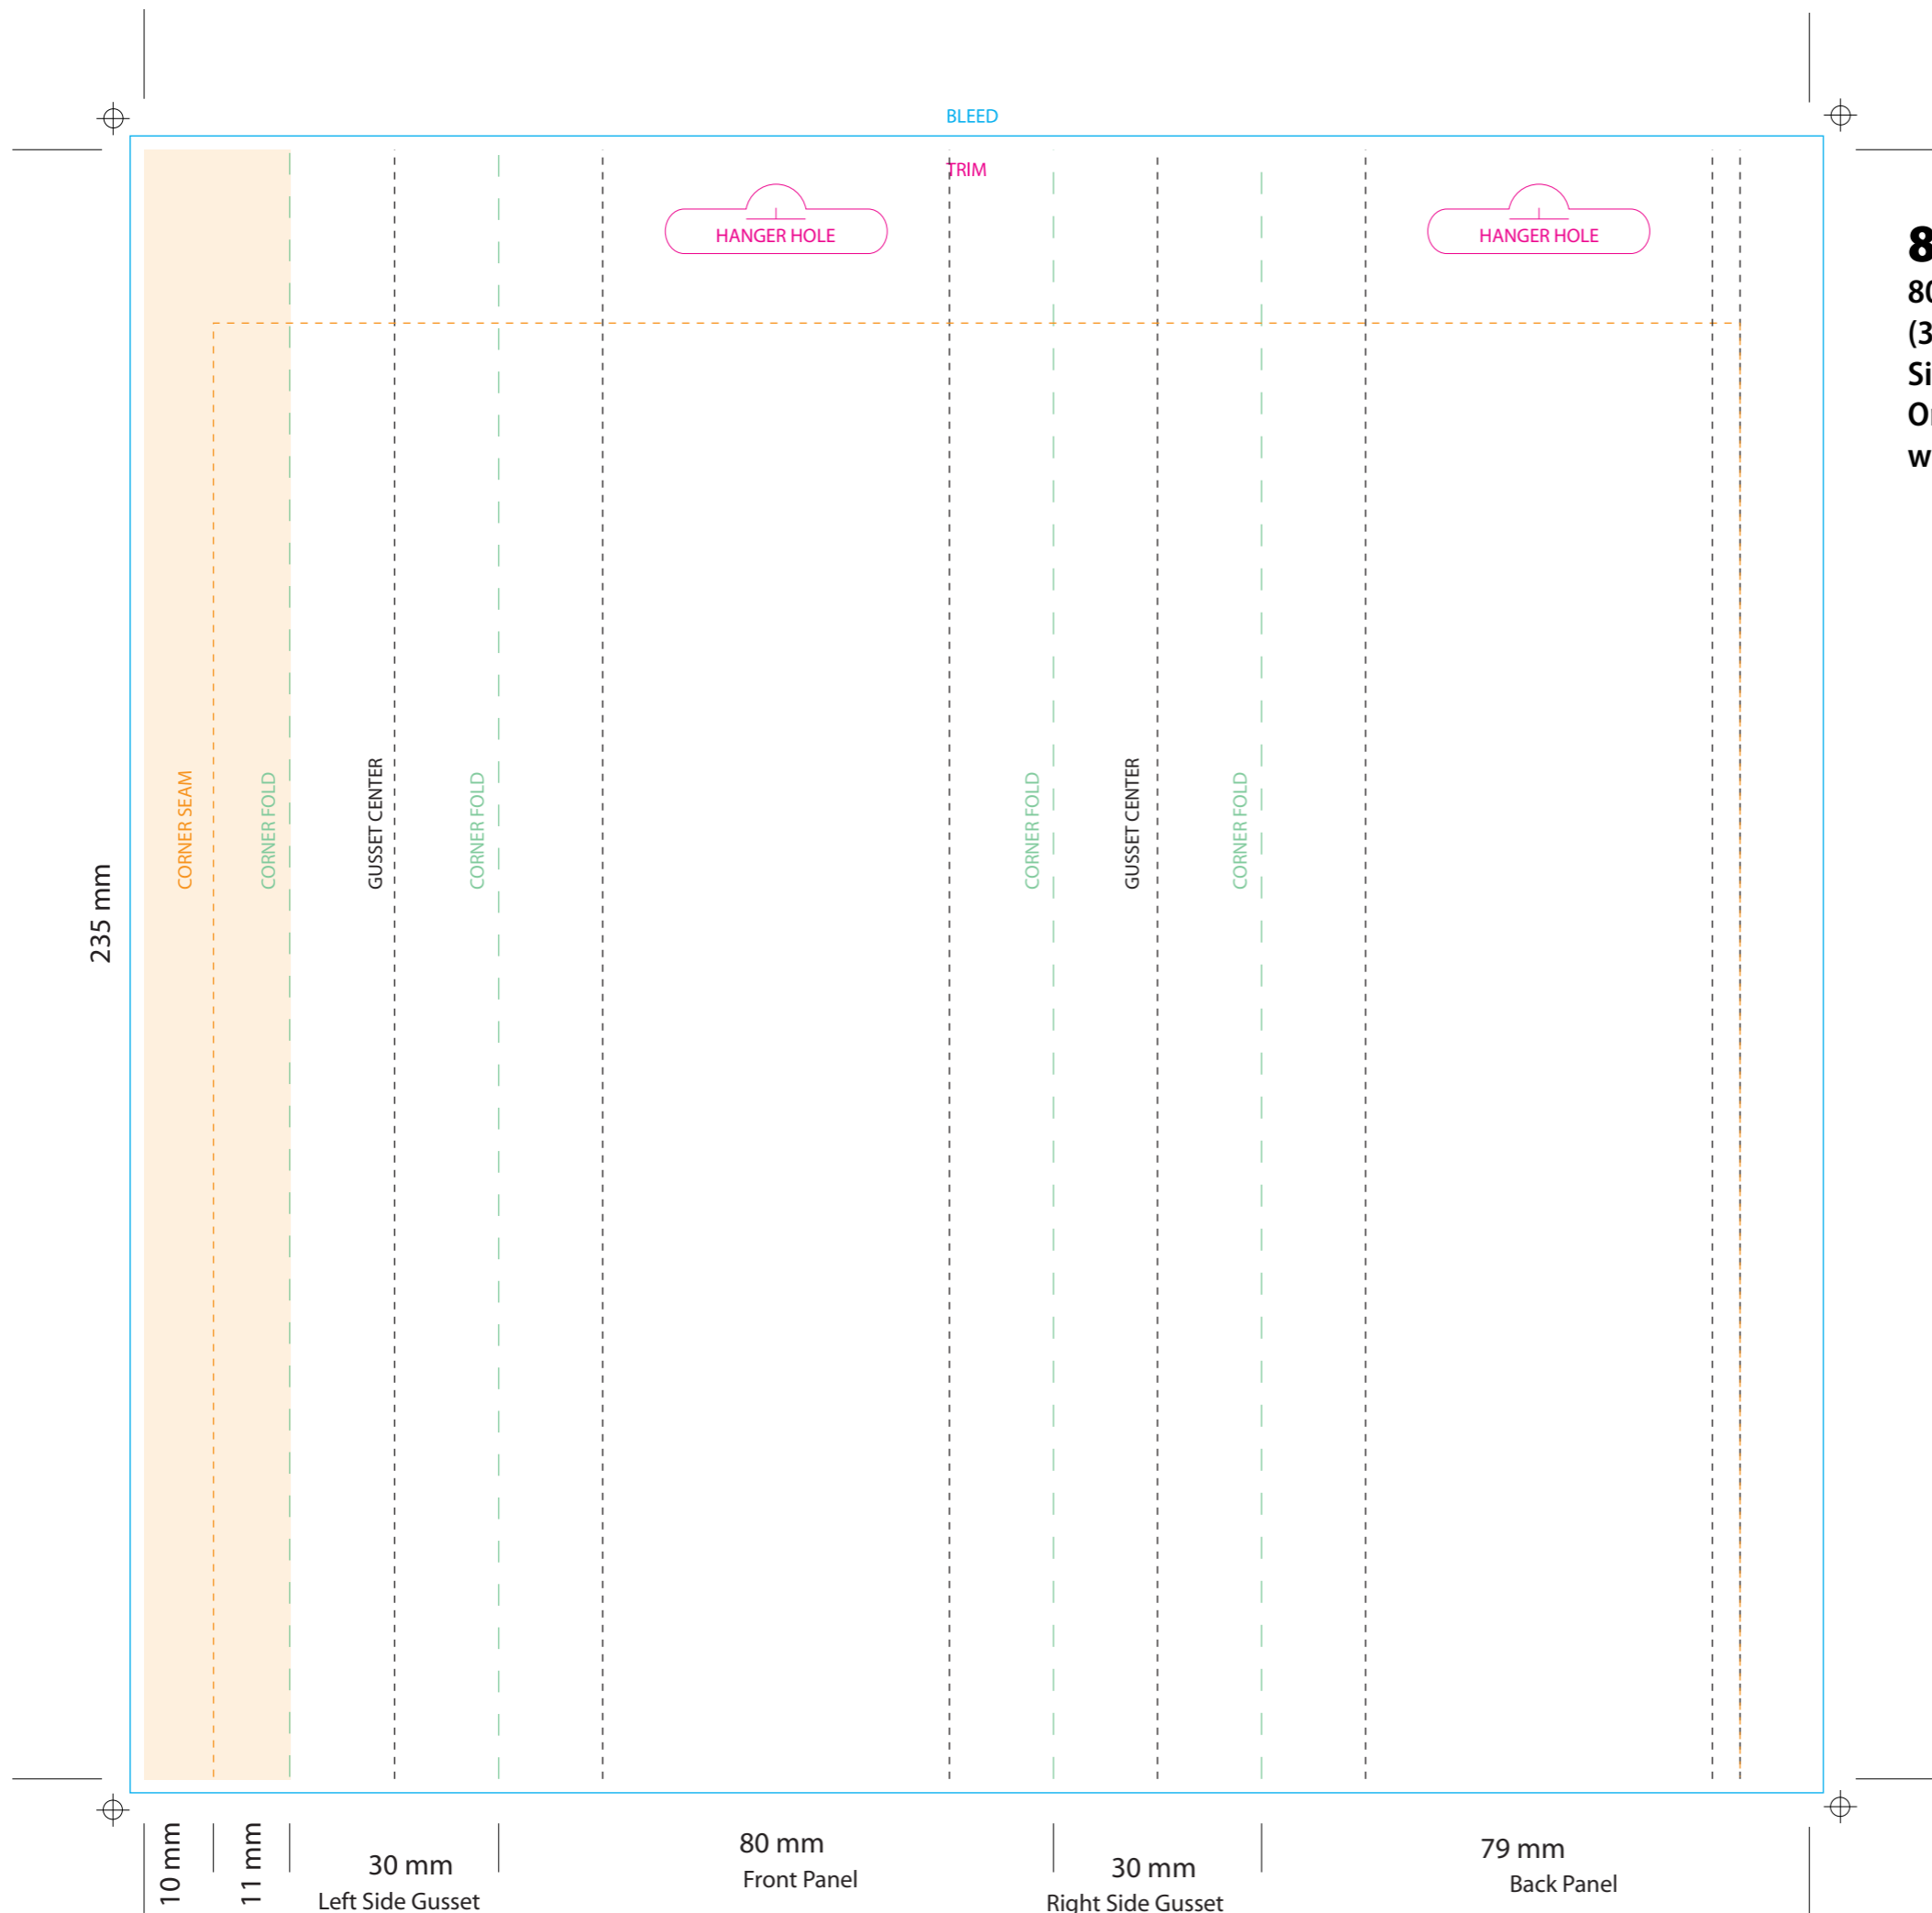 BLEED
TRIM
HANGER HOLE
HANGER HOLE
CORNER SEAM
CORNER FOLD
GUSSET CENTER
CORNER FOLD
CORNER FOLD
GUSSET CENTER
CORNER FOLD
235 mm
10 mm
11 mm
30 mm
Left Side Gusset
80 mm
Front Panel
30 mm
Right Side Gusset
79 mm
Back Panel